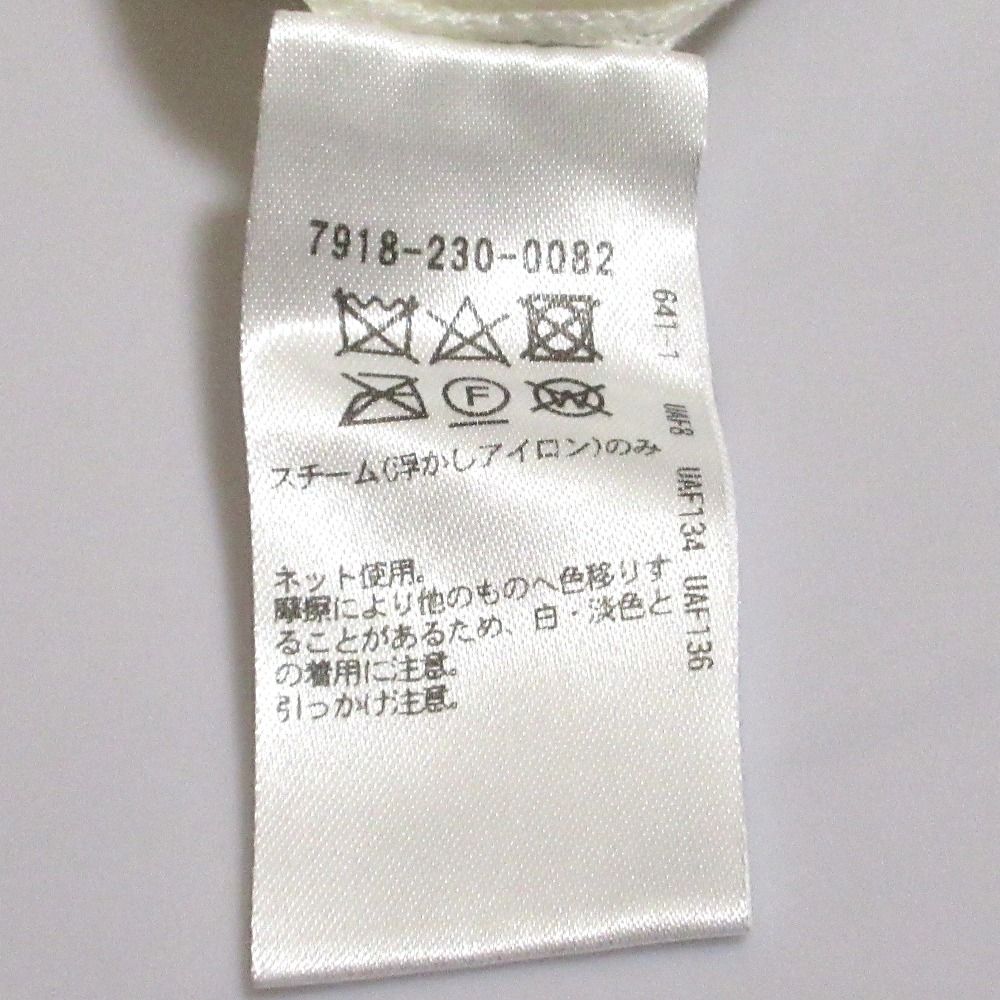 7918-230-0082
F
W
スチーム(浮かしアイロン)のみ
ネット使用。
摩擦により他のものへ色移りす
ることがあるため、白・淡色と
の着用に注意。
引っかけ注意。
641-1 UAF8 UAF134 UAF136